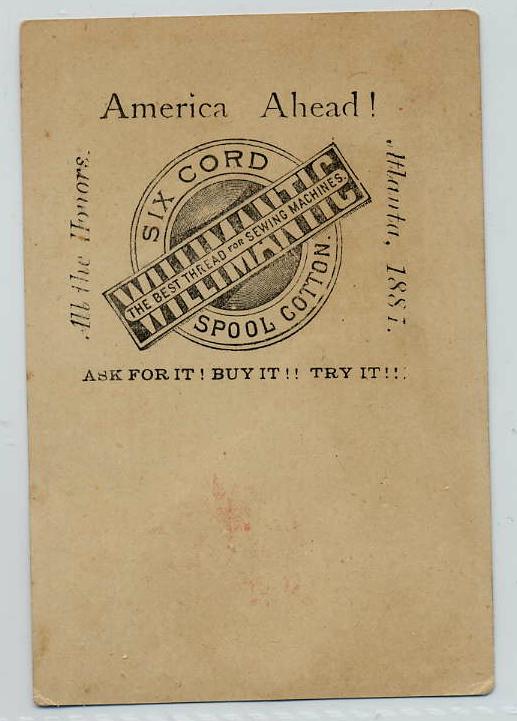 America Ahead!
All the Honors.
Atlanta, 1881.
SIX CORD
WILLIMANTIC
THE BEST THREAD FOR SEWING MACHINES.
WILLIMANTIC
SPOOL COTTON.
ASK FOR IT! BUY IT!! TRY IT!!!